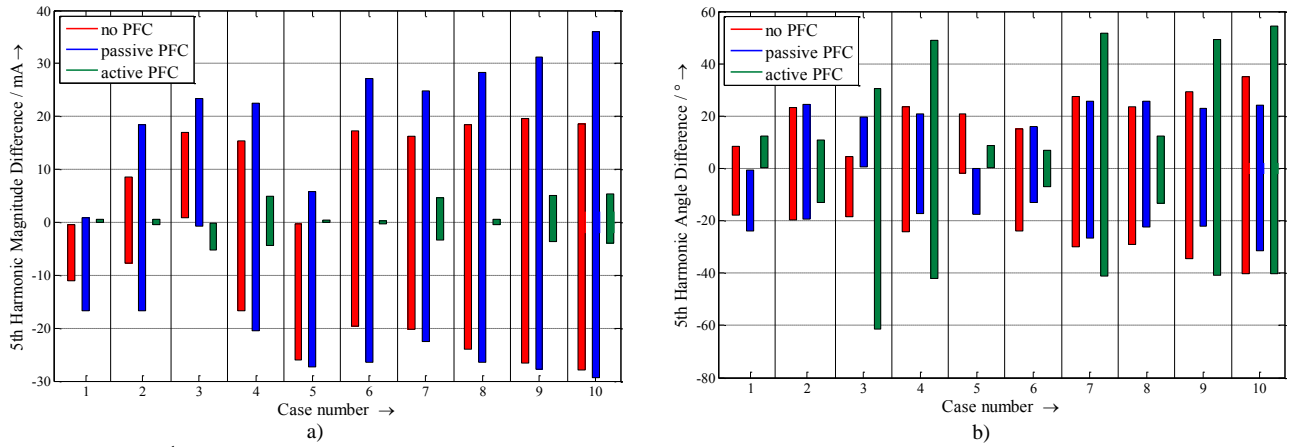 40
30
20
10
0
-10
-20
-30
5th Harmonic Magnitude Difference / mA →
no PFC
passive PFC
active PFC
1 2 3 4 5 6 7 8 9 10
Case number →
a)
60
40
20
0
-20
-40
-60
-80
5th Harmonic Angle Difference / ° →
no PFC
passive PFC
active PFC
1 2 3 4 5 6 7 8 9 10
Case number →
b)